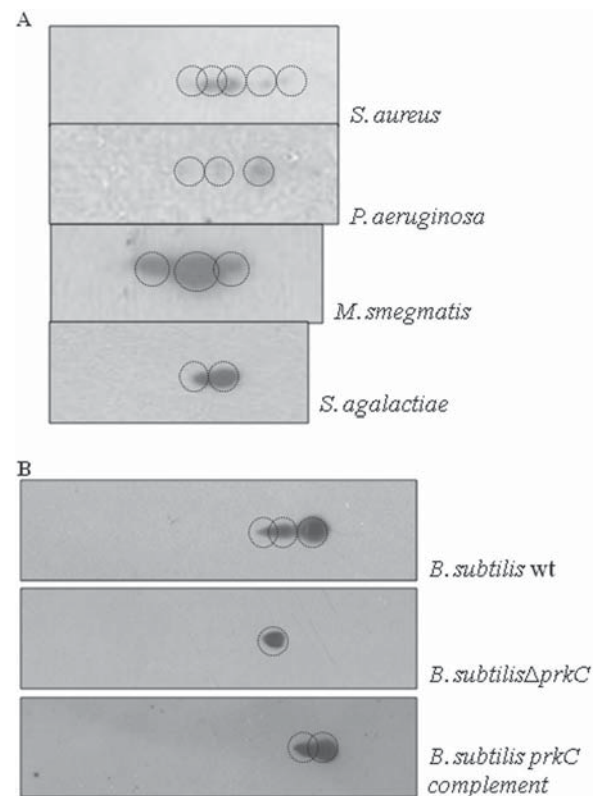 A
S. aureus
P. aeruginosa
M. smegmatis
S. agalactiae
B
B. subtilis wt
B. subtilisΔprkC
B. subtilis prkC
complement